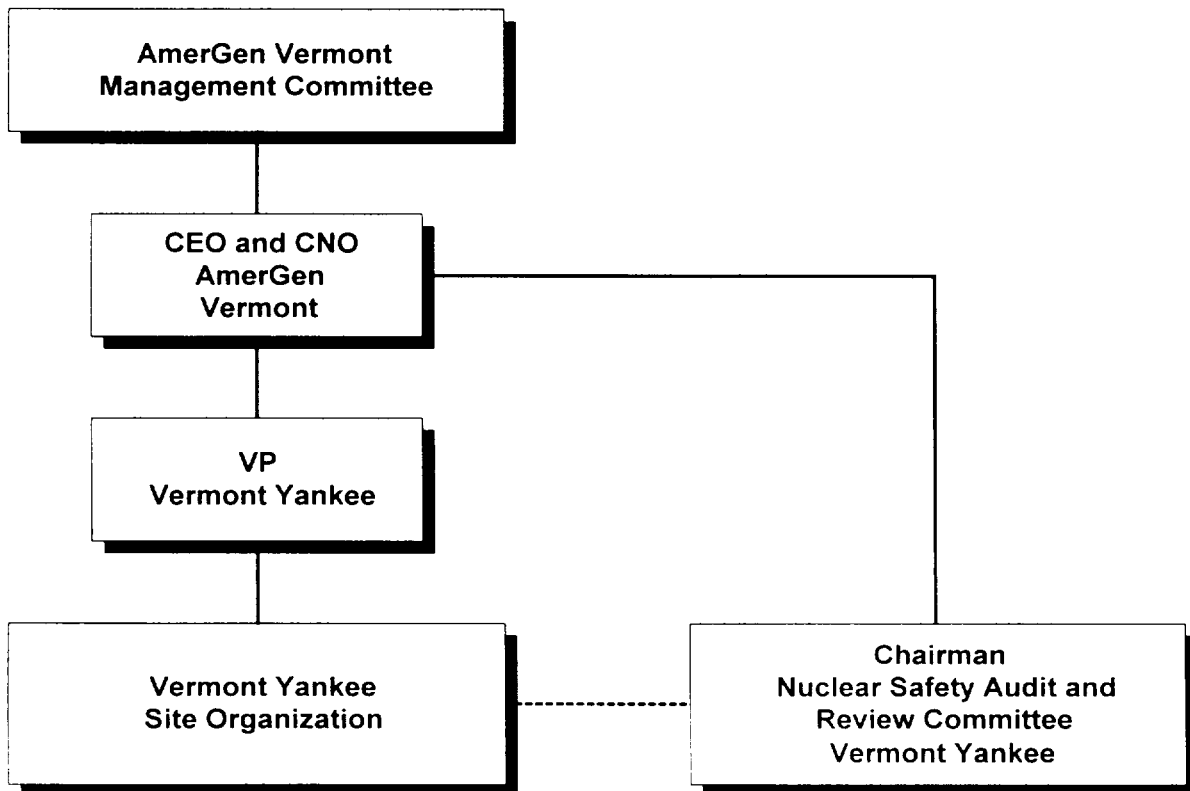 AmerGen Vermont
Management Committee
CEO and CNO
AmerGen
Vermont
VP
Vermont Yankee
Vermont Yankee
Site Organization
Chairman
Nuclear Safety Audit and
Review Committee
Vermont Yankee